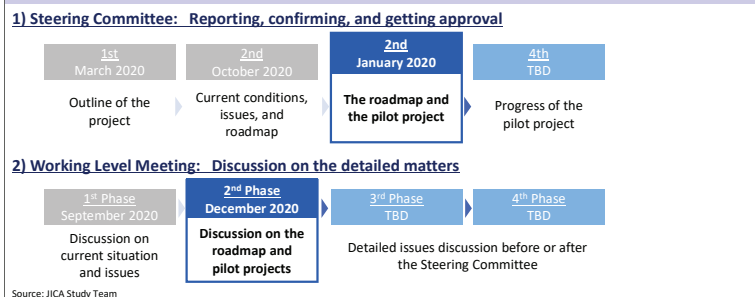 1) Steering Committee: Reporting, confirming, and getting approval
1st
March 2020
2nd
October 2020
2nd
January 2020
4th
TBD
Outline of the
project
Current conditions,
issues, and
roadmap
The roadmap and
the pilot project
Progress of the
pilot project
2) Working Level Meeting: Discussion on the detailed matters
1st Phase
September 2020
2nd Phase
December 2020
3rd Phase
TBD
4th Phase
TBD
Discussion on
current situation
and issues
Discussion on the
roadmap and
pilot projects
Detailed issues discussion before or after
the Steering Committee
Source: JICA Study Team